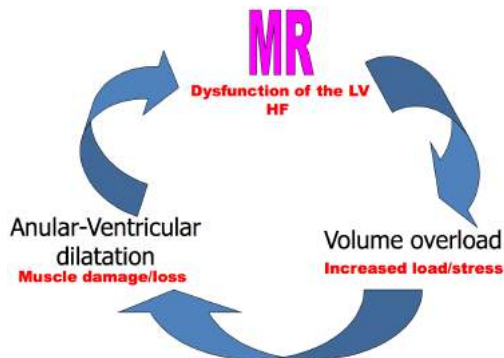 MR
Dysfunction of the LV
HF
Anular-Ventricular
dilatation
Muscle damage/loss
Volume overload
Increased load/stress